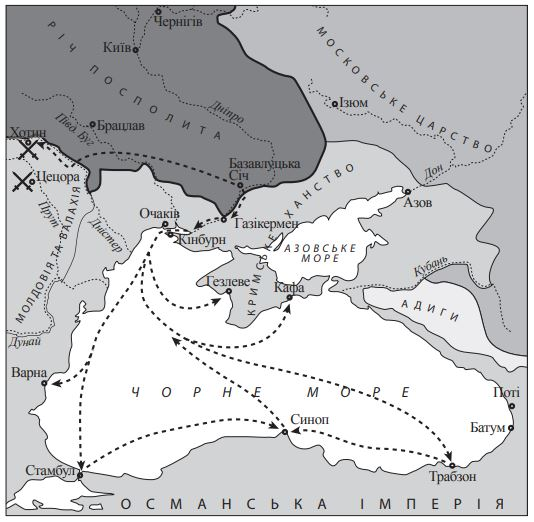 Чернігів
Київ
РІЧ ПОСПОЛИТА
МОСКОВСЬКЕ ЦАРСТВО
Дніпро
Ізюм
Півд. Буг
Брацлав
Хотин
Базавлуцька
Січ
Дон
Цецора
Азов
Прут
Дністер
Очаків
Газікермен
Кінбурн
КРИМСЬКЕ ХАНСТВО
АЗОВСЬКЕ
МОРЕ
МОЛДОВІЯ ТА ВАЛАХІЯ
Кубань
Гезлеве
Кафа
АДИГИ
Дунай
Варна
ЧОРНЕ МОРЕ
Поті
Синоп
Батум
Стамбул
Трабзон
ОСМАНСЬКА ІМПЕРІЯ